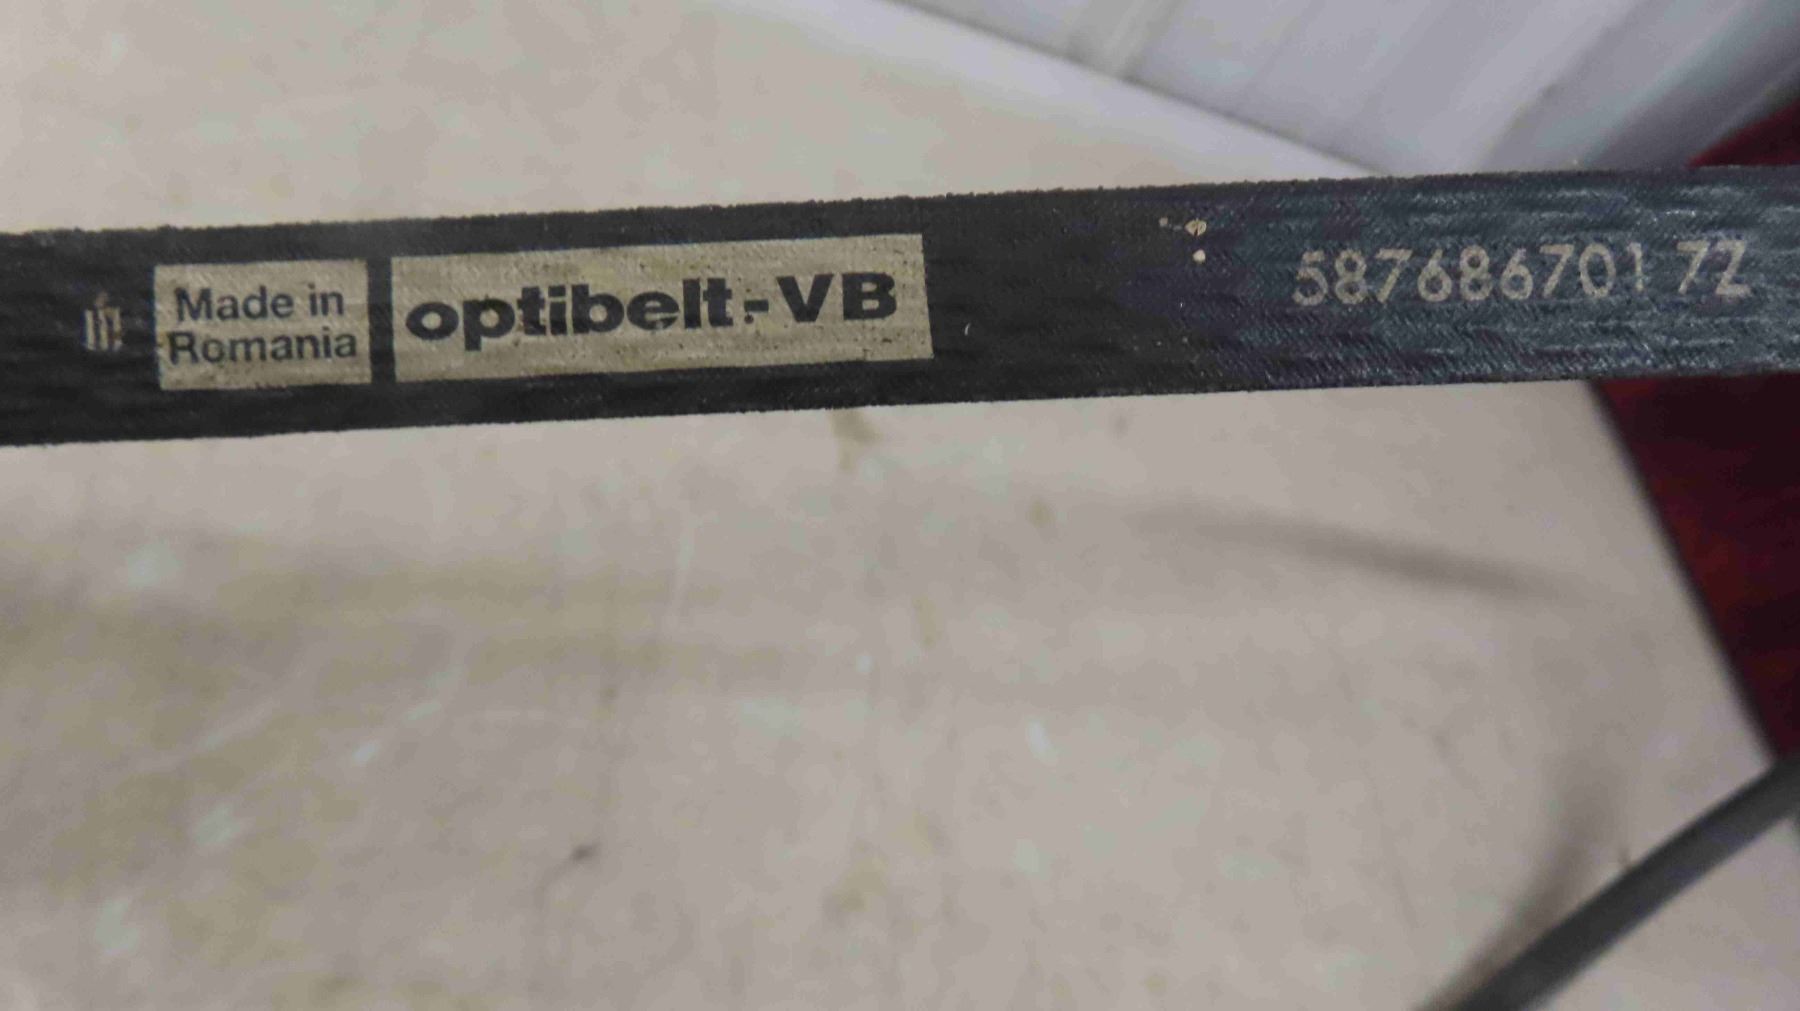 Made in
Romania
optibelt-VB
587686701 7Z